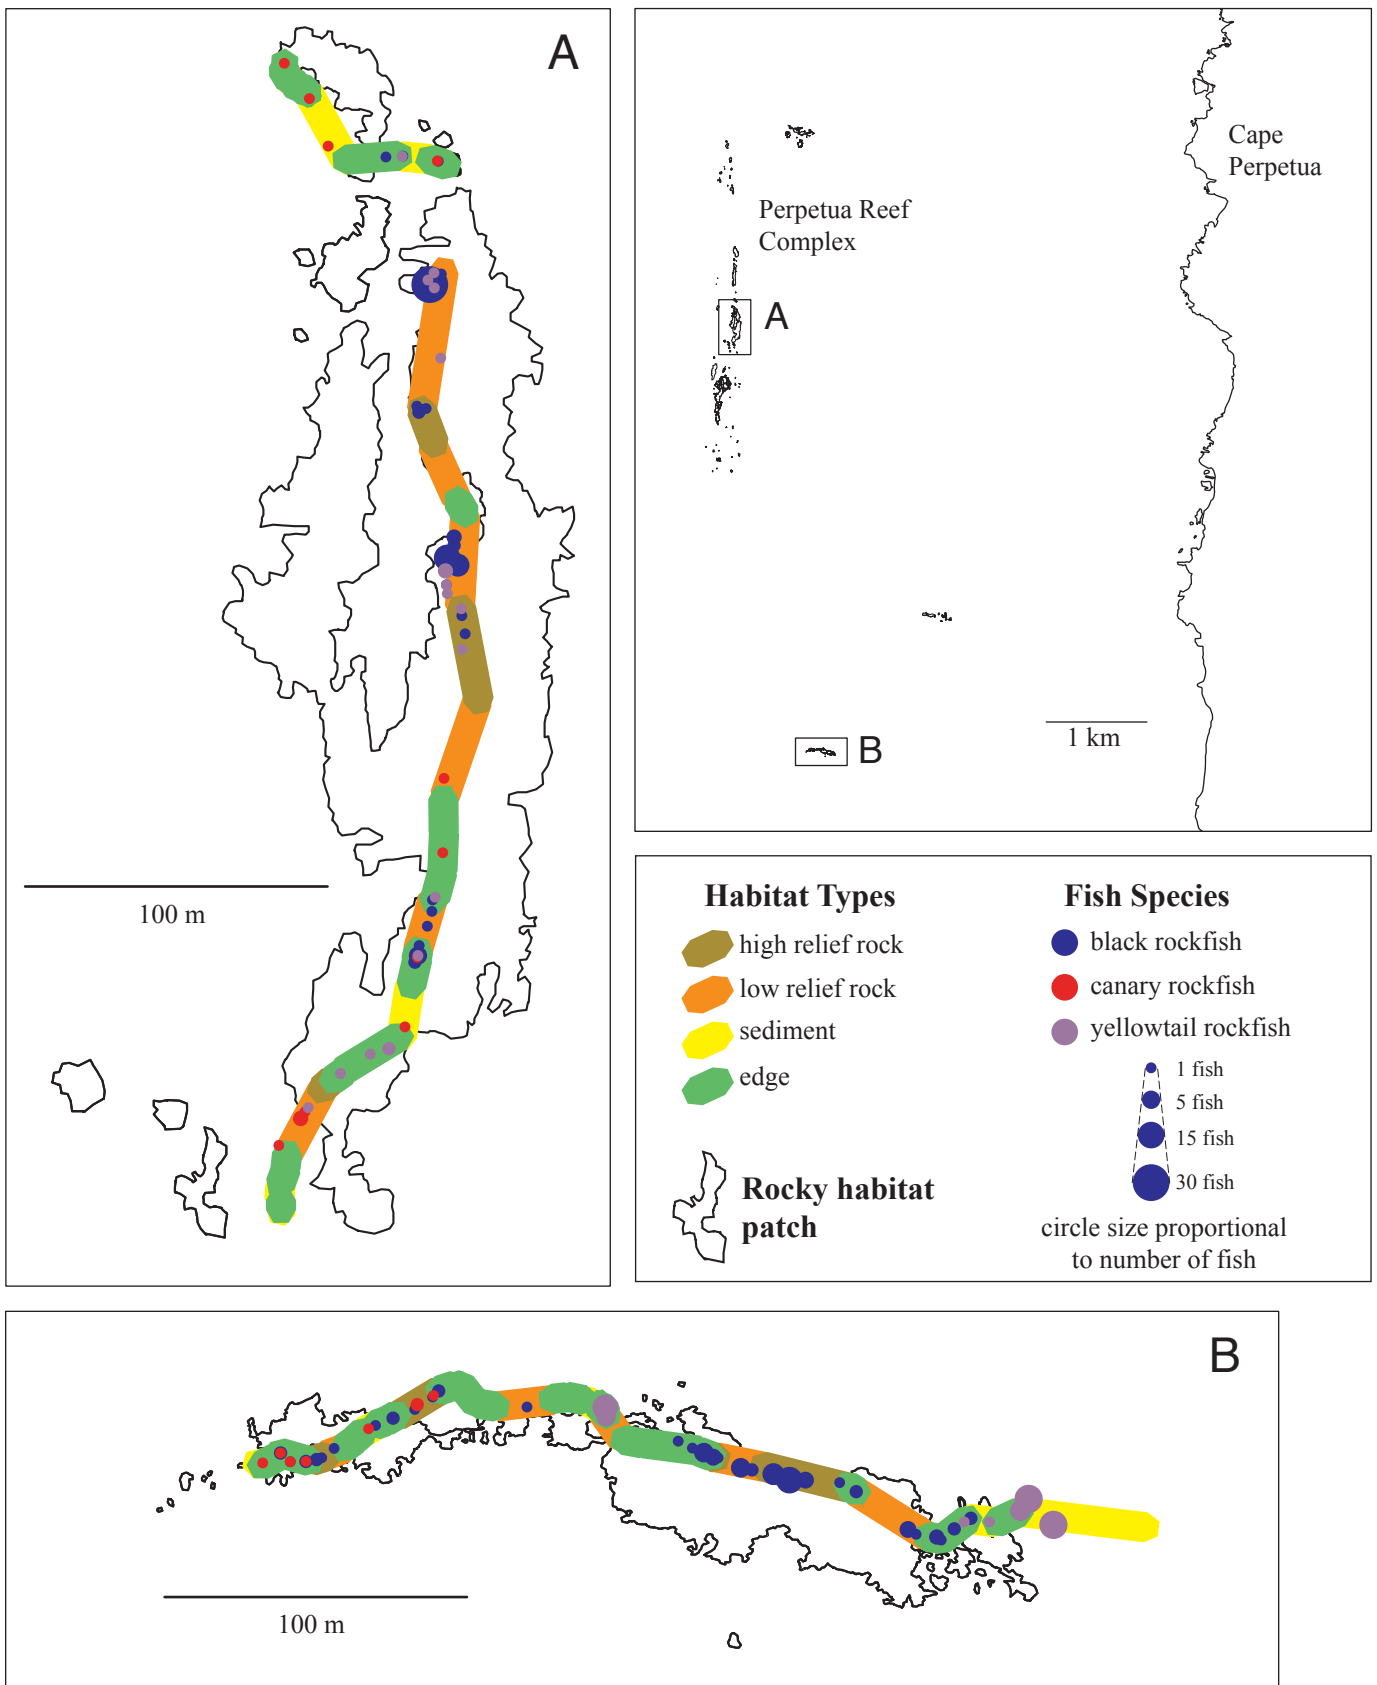 A
100 m
Cape
Perpetua
Perpetua Reef
Complex
A
B
1 km
Habitat Types
high relief rock
low relief rock
sediment
edge
Rocky habitat
patch
Fish Species
black rockfish
canary rockfish
yellowtail rockfish
1 fish
5 fish
15 fish
30 fish
circle size proportional
to number of fish
B
100 m